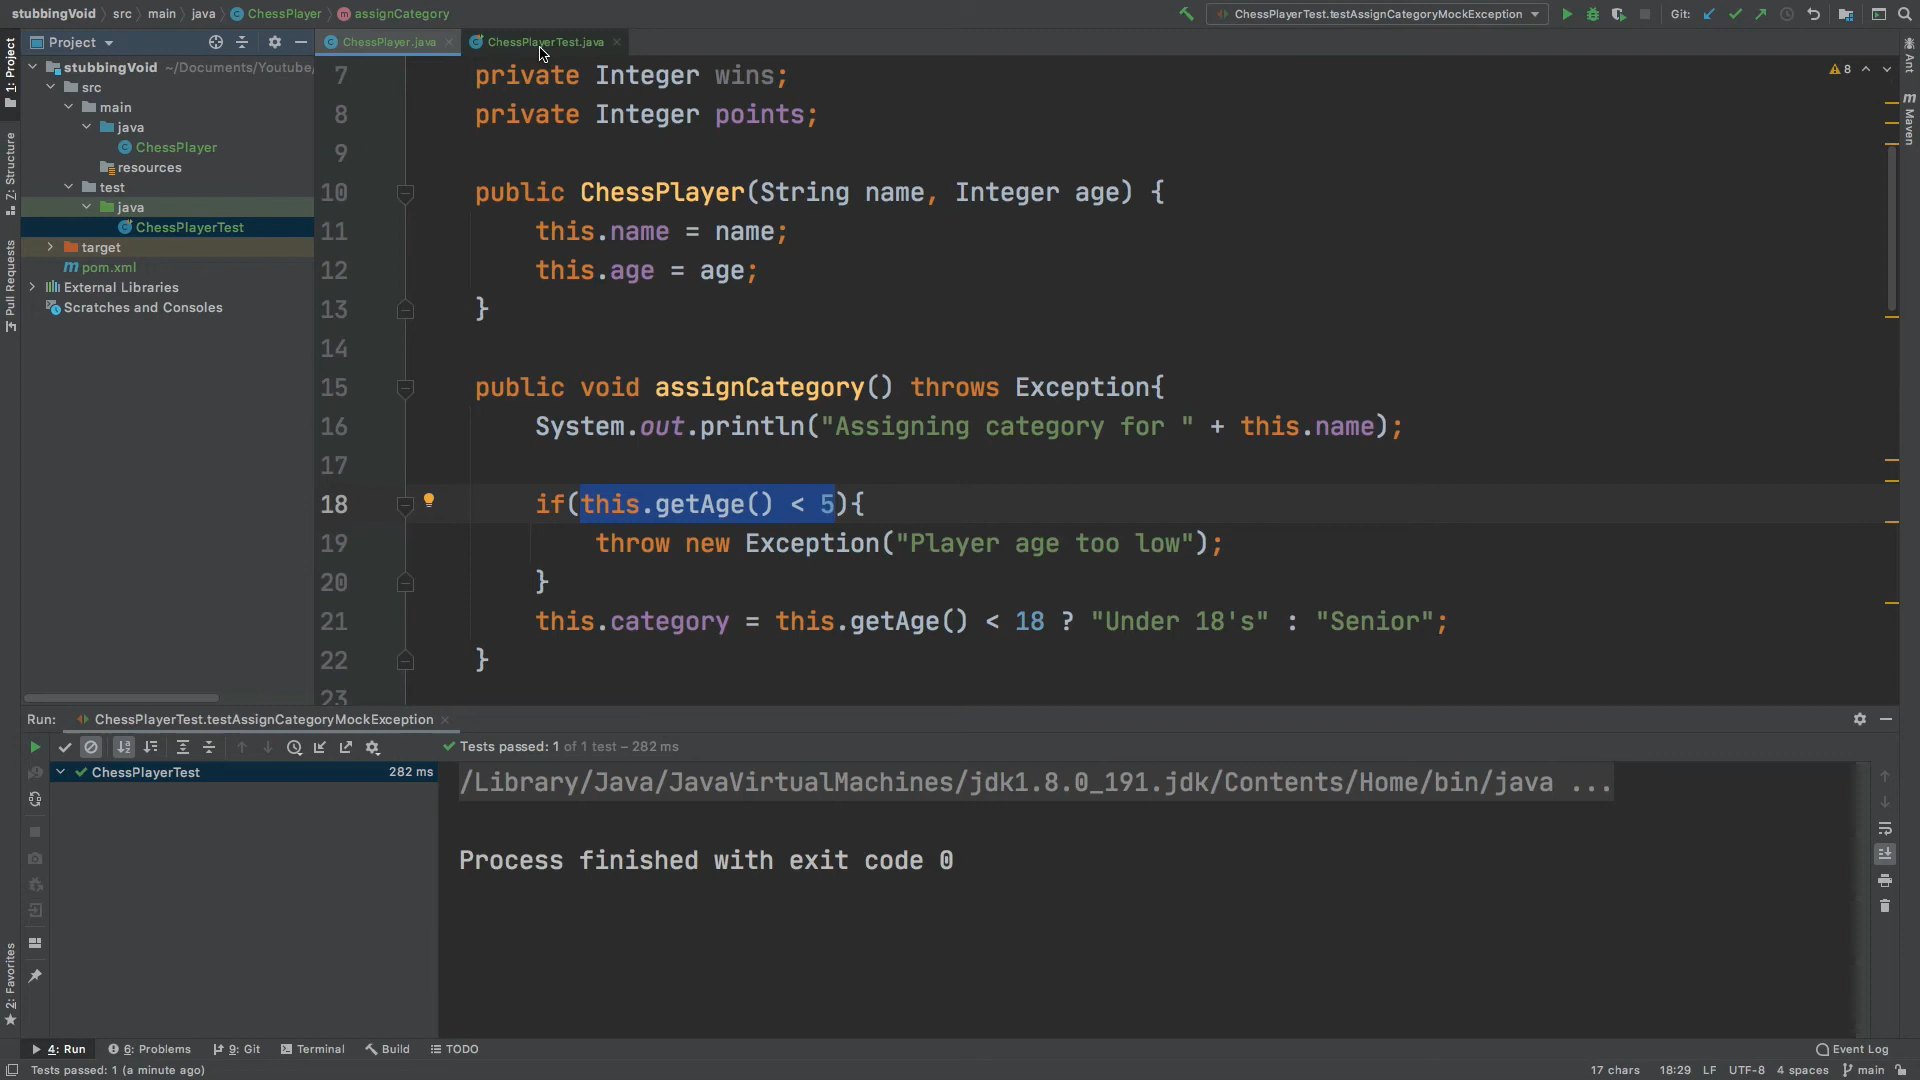 stubbingVoid src main java ChessPlayer assignCategory ChessPlayerTest.testAssignCategoryMockException Git:
Project ChessPlayer.java ChessPlayerTest.java
1: Project
Z: Structure
Pull Requests
2: Favorites
stubbingVoid ~/Documents/Youtube/
src
main
java
ChessPlayer
resources
test
java
ChessPlayerTest
target
pom.xml
External Libraries
Scratches and Consoles
7 private Integer wins;
8 private Integer points;
9
10 public ChessPlayer(String name, Integer age) {
11 this.name = name;
12 this.age = age;
13 }
14
15 public void assignCategory() throws Exception{
16 System.out.println("Assigning category for " + this.name);
17
18 if(this.getAge() < 5){
19 throw new Exception("Player age too low");
20 }
21 this.category = this.getAge() < 18 ? "Under 18's" : "Senior";
22 }
23
8
Ant
Maven
Run: ChessPlayerTest.testAssignCategoryMockException
Tests passed: 1 of 1 test – 282 ms
ChessPlayerTest 282 ms
/Library/Java/JavaVirtualMachines/jdk1.8.0_191.jdk/Contents/Home/bin/java ...
Process finished with exit code 0
4: Run 6: Problems 9: Git Terminal Build TODO Event Log
Tests passed: 1 (a minute ago) 17 chars 18:29 LF UTF-8 4 spaces main